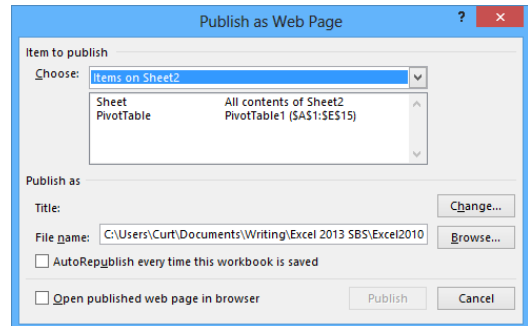 Publish as Web Page ? ×
Item to publish
Choose: Items on Sheet2
Sheet All contents of Sheet2
PivotTable PivotTable1 ($A$1:$E$15)
Publish as
Title: Change...
File name: C:\Users\Curt\Documents\Writing\Excel 2013 SBS\Excel2010 Browse...
AutoRepublish every time this workbook is saved
Open published web page in browser Publish Cancel